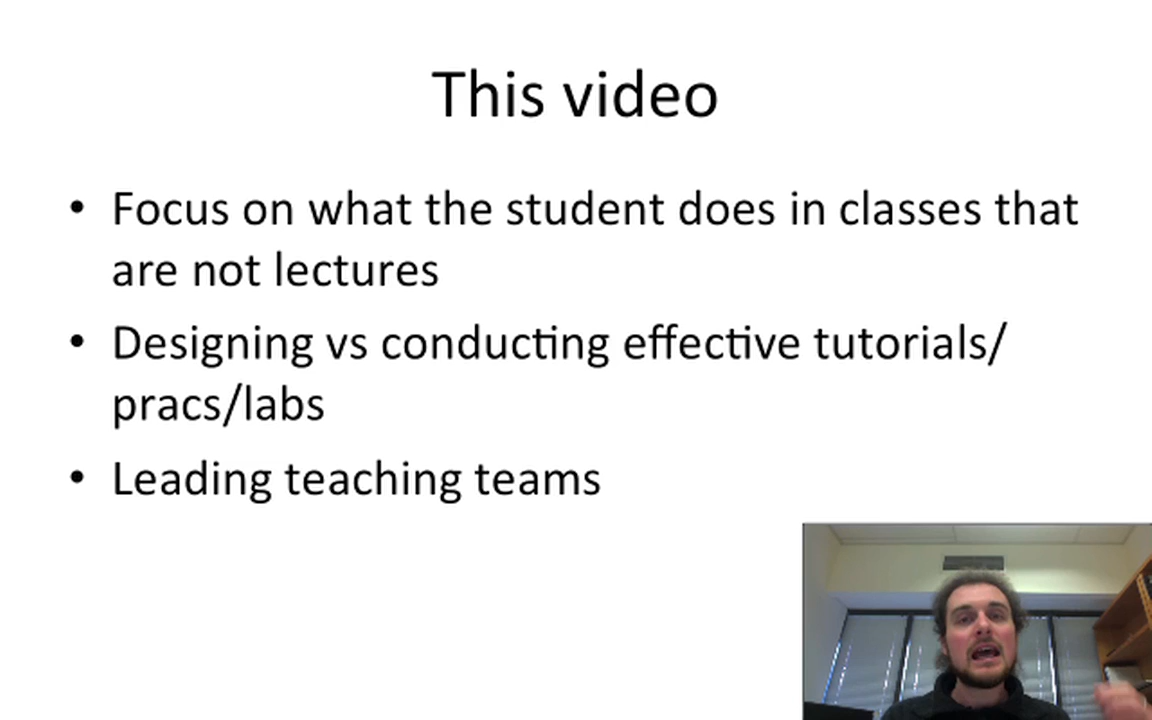 This video
• Focus on what the student does in classes that
are not lectures
• Designing vs conducting effective tutorials/
pracs/labs
• Leading teaching teams